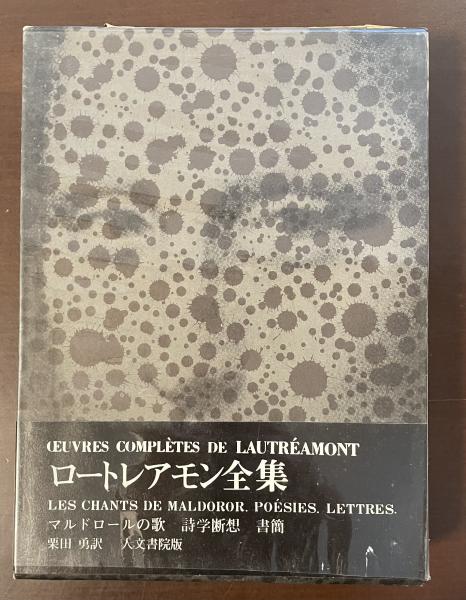 ŒUVRES COMPLÈTES DE LAUTRÉAMONT
ロートレアモン全集
LES CHANTS DE MALDOROR. POÉSIES. LETTRES.
マルドロールの歌 詩学断想 書簡
栗田 勇訳 人文書院版